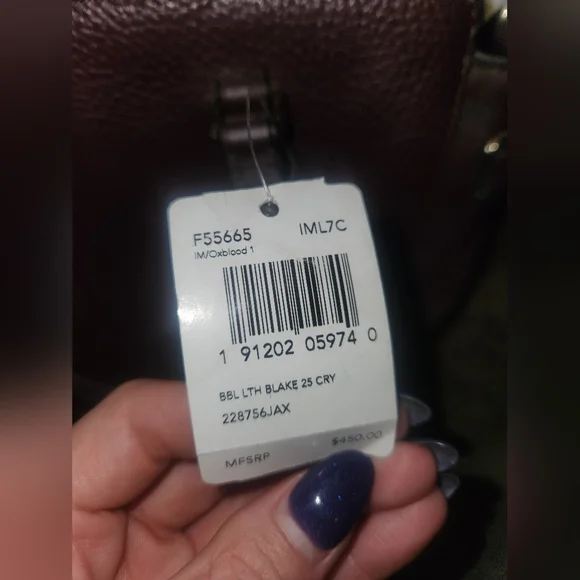 F55665 IML7C
IM/Oxblood 1
1 91202 05974 0
BBL LTH BLAKE 25 CRY
228756JAX
MFSRP $450.00